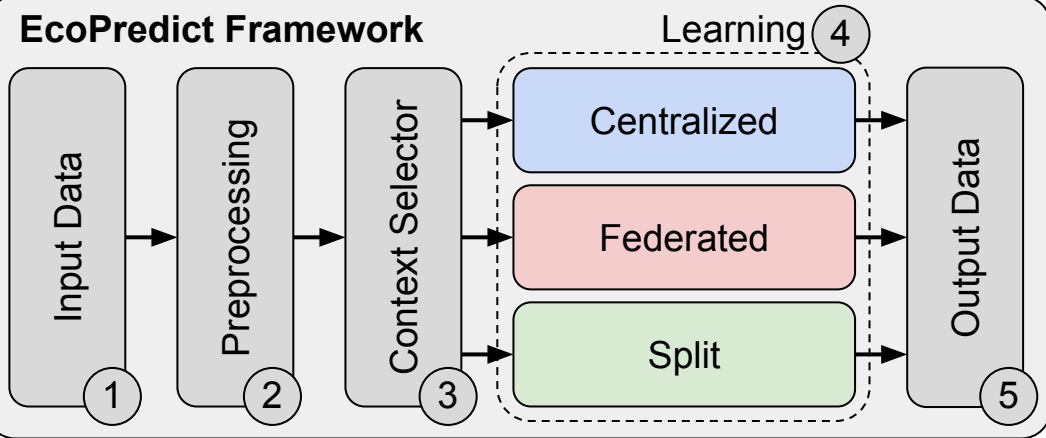 EcoPredict Framework
Learning
4
Input Data
1
Preprocessing
2
Context Selector
3
Centralized
Federated
Split
Output Data
5